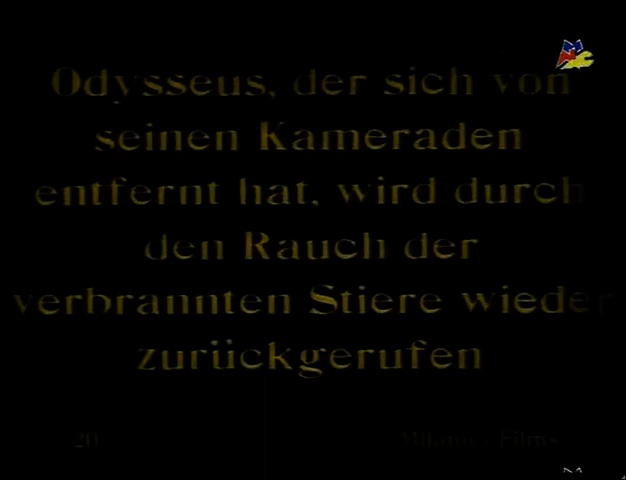 Odysseus, der sich von
seinen Kameraden
entfernt hat, wird durch
den Rauch der
verbrannten Stiere wieder
zurückgerufen
20 Milano - Films